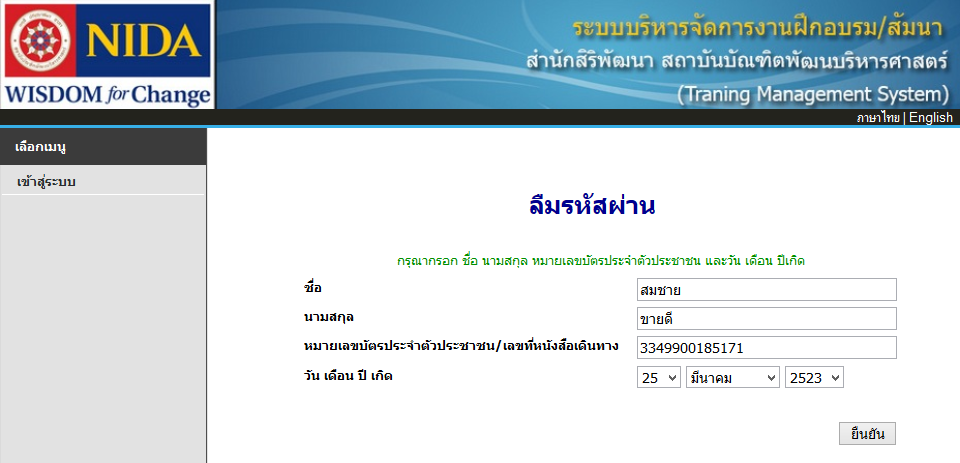 NIDA
WISDOM for Change
ระบบบริหารจัดการงานฝึกอบรม/สัมนา
สำนักสิริพัฒนา สถาบันบัณฑิตพัฒนบริหารศาสตร์
(Traning Management System)
ภาษาไทย | English
เลือกเมนู
เข้าสู่ระบบ
ลืมรหัสผ่าน
กรุณากรอก ชื่อ นามสกุล หมายเลขบัตรประจำตัวประชาชน และวัน เดือน ปีเกิด
ชื่อ สมชาย
นามสกุล ขายดี
หมายเลขบัตรประจำตัวประชาชน/เลขที่หนังสือเดินทาง 3349900185171
วัน เดือน ปี เกิด 25 มีนาคม 2523
ยืนยัน